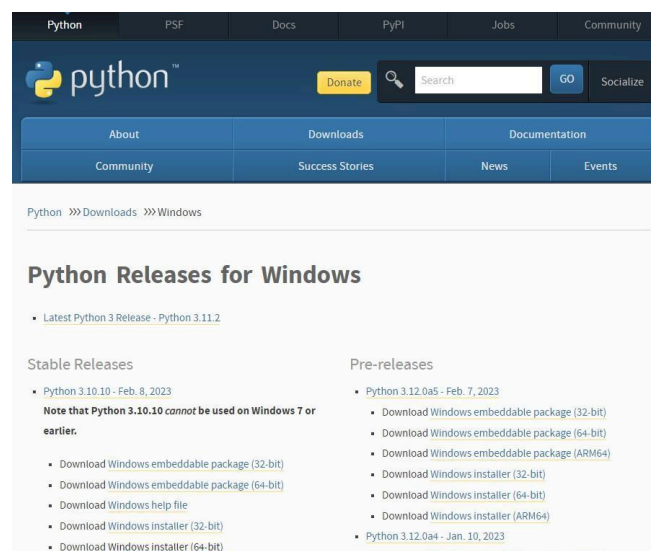 Python PSF Docs PyPI Jobs Community
python™ Donate Search GO Socialize
About Downloads Documentation
Community Success Stories News Events
Python >>> Downloads >>> Windows
Python Releases for Windows
Latest Python 3 Release - Python 3.11.2
Stable Releases
Python 3.10.10 - Feb. 8, 2023
Note that Python 3.10.10 cannot be used on Windows 7 or
earlier.
Download Windows embeddable package (32-bit)
Download Windows embeddable package (64-bit)
Download Windows help file
Download Windows installer (32-bit)
Download Windows installer (64-bit)
Pre-releases
Python 3.12.0a5 - Feb. 7, 2023
Download Windows embeddable package (32-bit)
Download Windows embeddable package (64-bit)
Download Windows embeddable package (ARM64)
Download Windows installer (32-bit)
Download Windows installer (64-bit)
Download Windows installer (ARM64)
Python 3.12.0a4 - Jan. 10, 2023